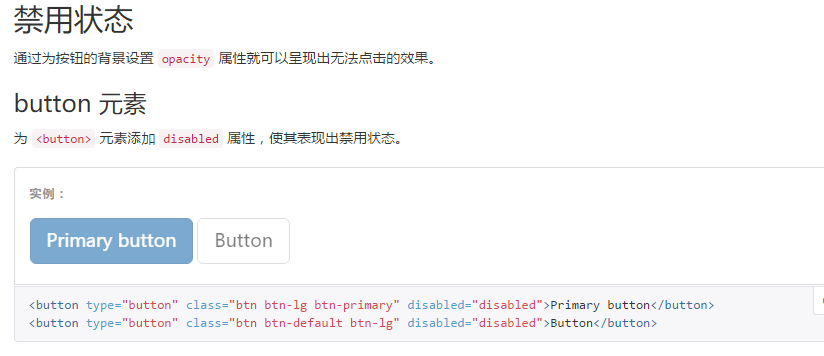 禁用状态
通过为按钮的背景设置 opacity 属性就可以呈现出无法点击的效果。
button 元素
为 <button> 元素添加 disabled 属性，使其表现出禁用状态。
实例：
Primary button Button
<button type="button" class="btn btn-lg btn-primary" disabled="disabled">Primary button</button>
<button type="button" class="btn btn-default btn-lg" disabled="disabled">Button</button>